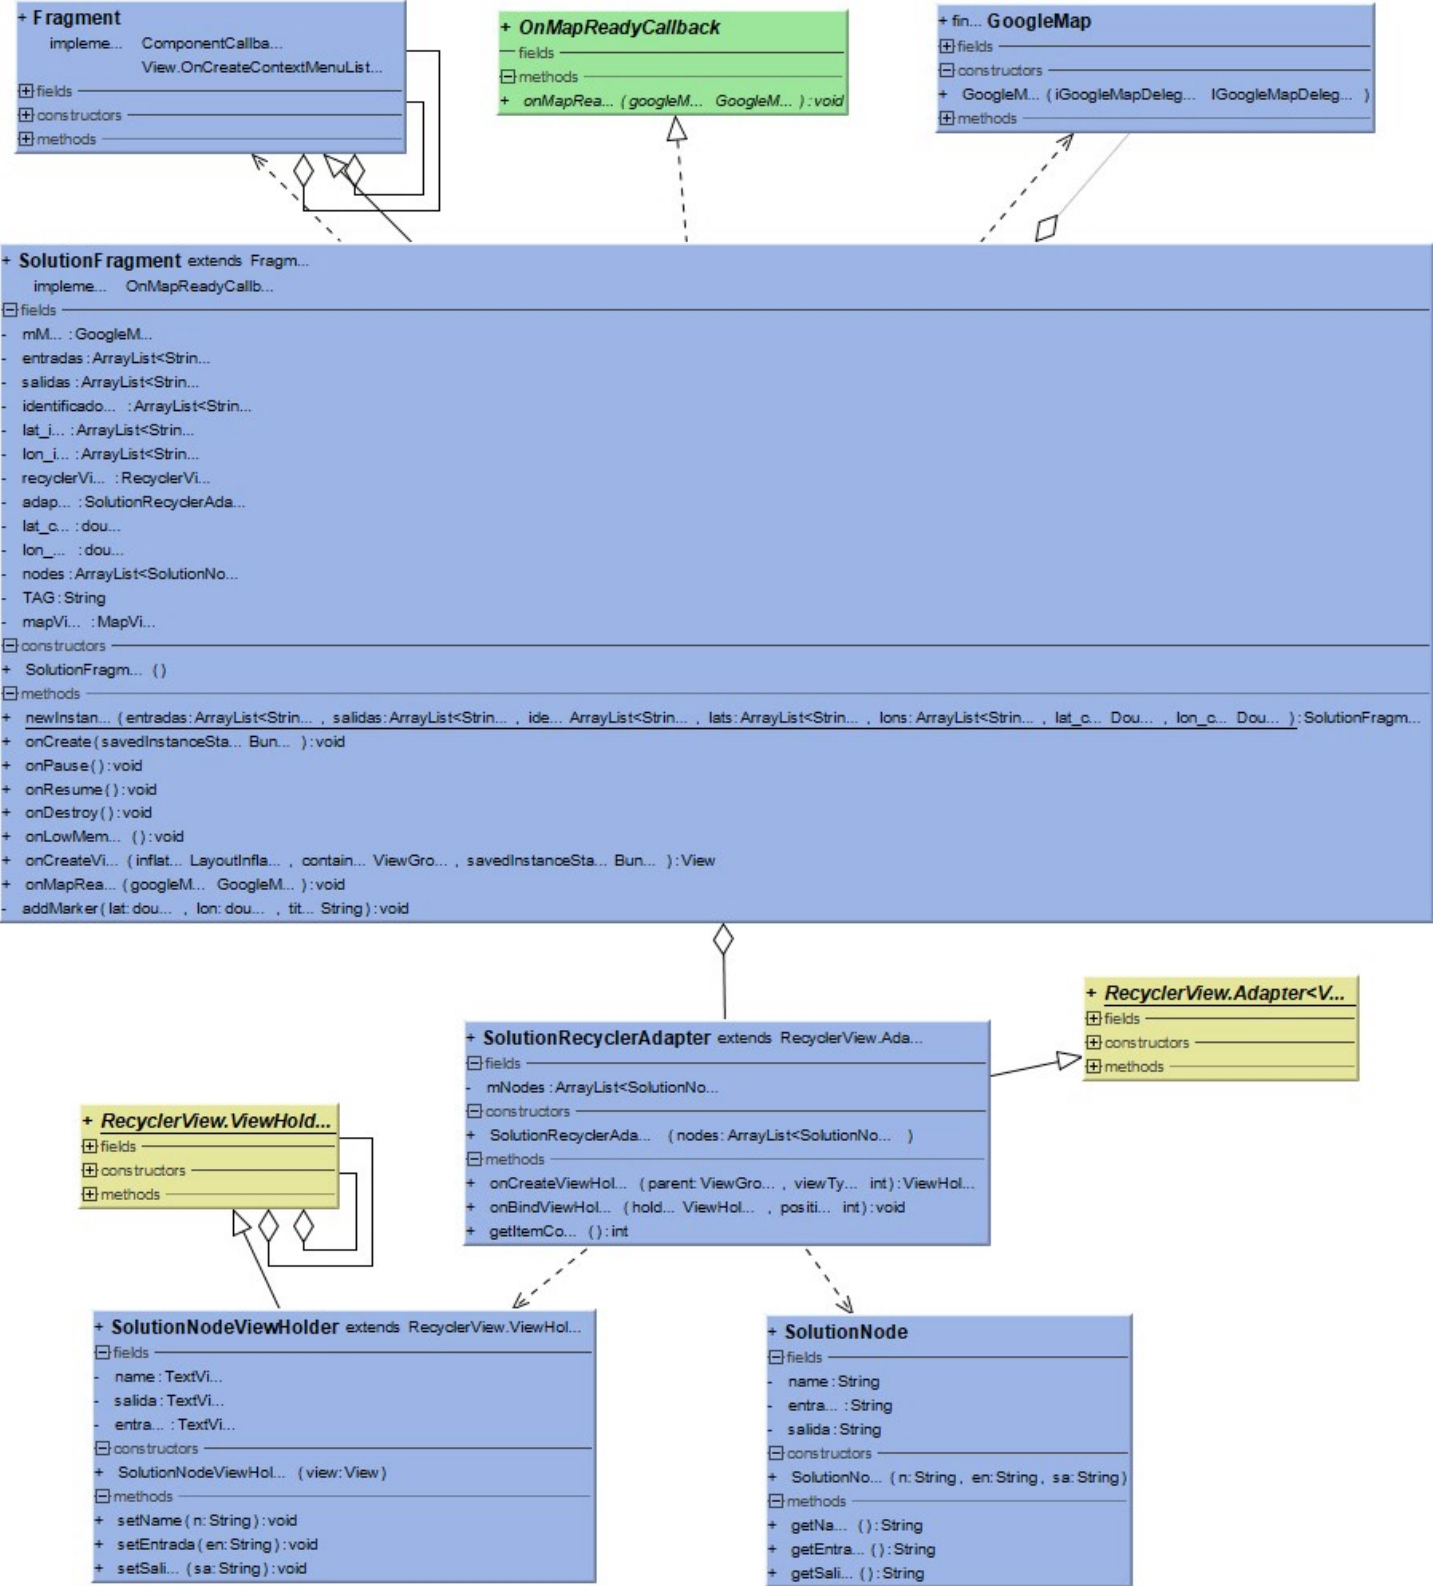 + Fragment
impleme... ComponentCallba...
View.OnCreateContextMenuList...
fields
constructors
methods
+ OnMapReadyCallback
fields
methods
+ onMapRea... ( googleM... GoogleM... ) : void
+ fin... GoogleMap
fields
constructors
+ GoogleM... ( iGoogleMapDeleg... IGoogleMapDeleg... )
methods
+ SolutionFragment extends Fragm...
impleme... OnMapReadyCallb...
fields
- mM... : GoogleM...
- entradas : ArrayList<Strin...
- salidas : ArrayList<Strin...
- identificado... : ArrayList<Strin...
- lat_i... : ArrayList<Strin...
- lon_i... : ArrayList<Strin...
- recyclerVi... : RecyclerVi...
- adap... : SolutionRecyclerAda...
- lat_c... : dou...
- lon_... : dou...
- nodes : ArrayList<SolutionNo...
- TAG : String
- mapVi... : MapVi...
constructors
+ SolutionFragm... ( )
methods
+ newInstan... ( entradas: ArrayList<Strin... , salidas: ArrayList<Strin... , ide... ArrayList<Strin... , lats: ArrayList<Strin... , lons: ArrayList<Strin... , lat_c... Dou... , lon_c... Dou... ) : SolutionFragm...
+ onCreate ( savedInstanceSta... Bun... ) : void
+ onPause ( ) : void
+ onResume ( ) : void
+ onDestroy ( ) : void
+ onLowMem... ( ) : void
+ onCreateVi... ( inflat... LayoutInfla... , contain... ViewGro... , savedInstanceSta... Bun... ) : View
+ onMapRea... ( googleM... GoogleM... ) : void
- addMarker ( lat: dou... , lon: dou... , tit... String ) : void
+ RecyclerView.Adapter<V...
fields
constructors
methods
+ SolutionRecyclerAdapter extends RecyclerView.Ada...
fields
- mNodes : ArrayList<SolutionNo...
constructors
+ SolutionRecyclerAda... ( nodes: ArrayList<SolutionNo... )
methods
+ onCreateViewHol... ( parent: ViewGro... , viewTy... int ) : ViewHol...
+ onBindViewHol... ( hold... ViewHol... , positi... int ) : void
+ getItemCo... ( ) : int
+ RecyclerView.ViewHold...
fields
constructors
methods
+ SolutionNodeViewHolder extends RecyclerView.ViewHol...
fields
- name : TextVi...
- salida : TextVi...
- entra... : TextVi...
constructors
+ SolutionNodeViewHol... ( view: View )
methods
+ setName ( n: String ) : void
+ setEntrada ( en: String ) : void
+ setSali... ( sa: String ) : void
+ SolutionNode
fields
- name : String
- entra... : String
- salida : String
constructors
+ SolutionNo... ( n: String , en: String , sa: String )
methods
+ getNa... ( ) : String
+ getEntra... ( ) : String
+ getSali... ( ) : String